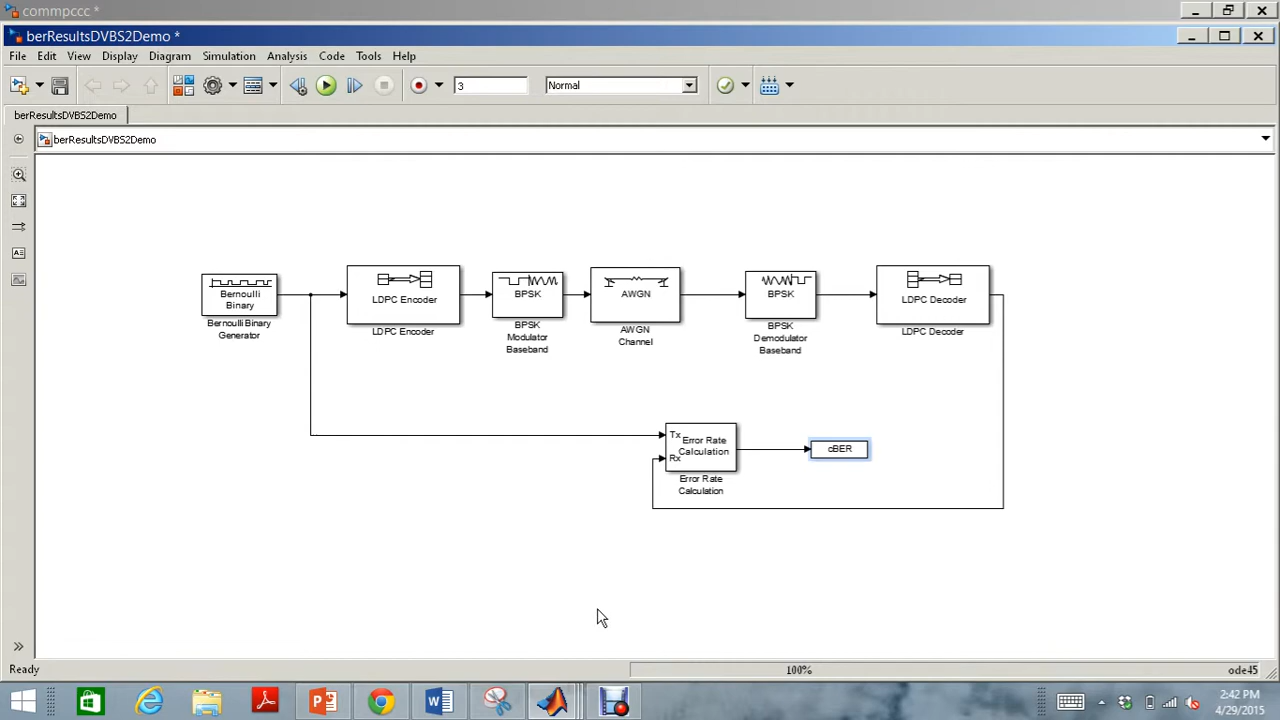 commpccc *
berResultsDVBS2Demo *
File Edit View Display Diagram Simulation Analysis Code Tools Help
3
Normal
berResultsDVBS2Demo
berResultsDVBS2Demo
Bernoulli
Binary
Bernoulli Binary
Generator
LDPC Encoder
LDPC Encoder
BPSK
BPSK
Modulator
Baseband
AWGN
AWGN
Channel
BPSK
BPSK
Demodulator
Baseband
LDPC Decoder
LDPC Decoder
Tx
Rx
Error Rate
Calculation
Error Rate
Calculation
cBER
Ready
100%
ode45
2:42 PM
4/29/2015